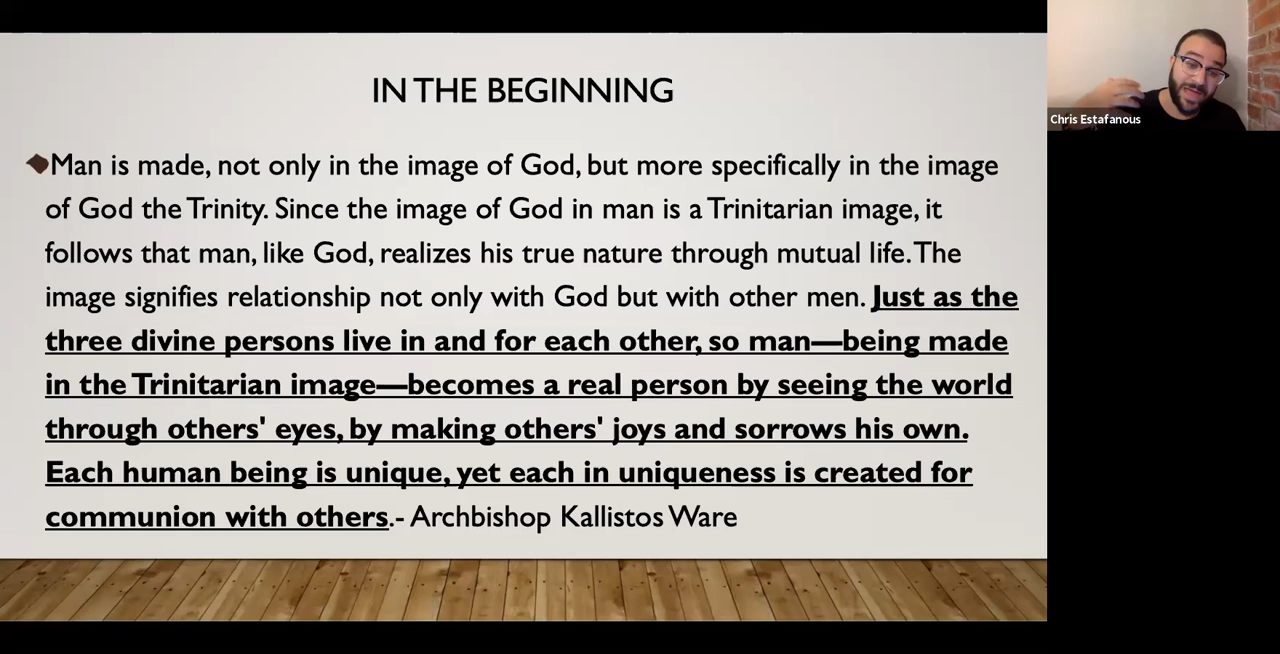 IN THE BEGINNING
Man is made, not only in the image of God, but more specifically in the image
of God the Trinity. Since the image of God in man is a Trinitarian image, it
follows that man, like God, realizes his true nature through mutual life. The
image signifies relationship not only with God but with other men. Just as the
three divine persons live in and for each other, so man—being made
in the Trinitarian image—becomes a real person by seeing the world
through others' eyes, by making others' joys and sorrows his own.
Each human being is unique, yet each in uniqueness is created for
communion with others.- Archbishop Kallistos Ware
Chris Estafanous